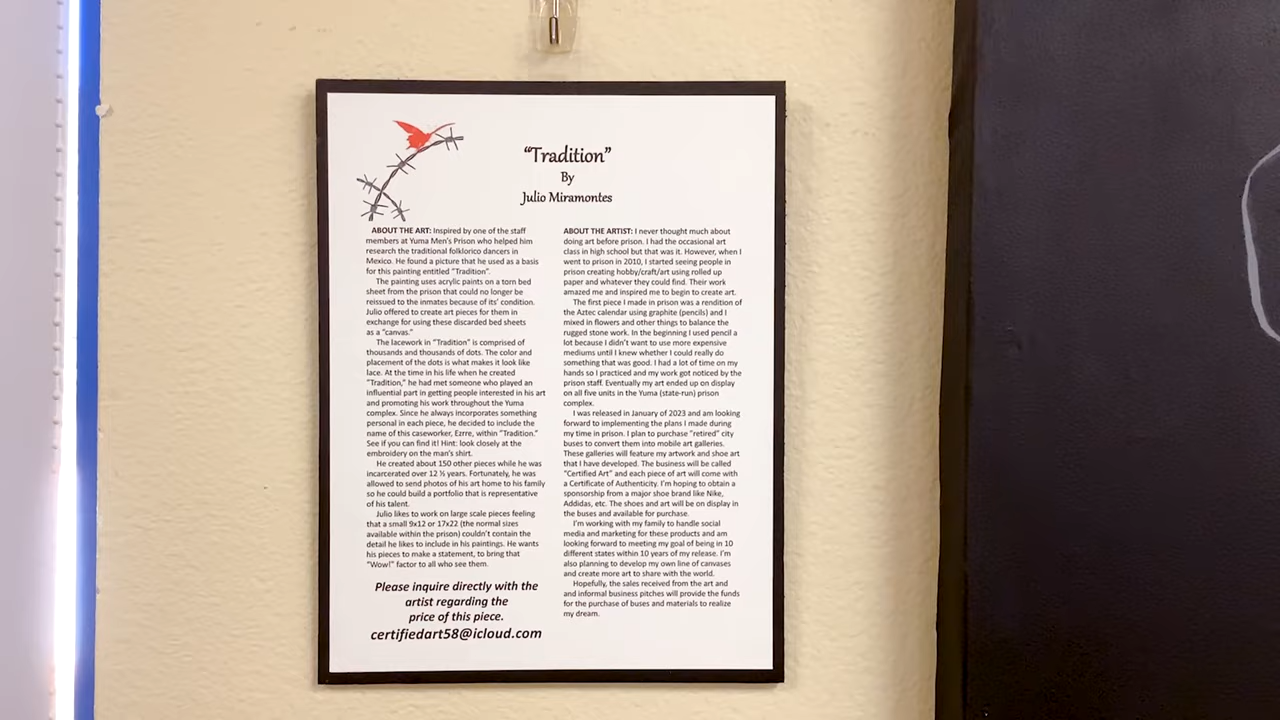 “Tradition”
By
Julio Miramontes
ABOUT THE ART: Inspired by one of the staff
members at Yuma Men's Prison who helped him
research the traditional folklorico dancers in
Mexico. He found a picture that he used as a basis
for this painting entitled “Tradition”.
The painting uses acrylic paints on a torn bed
sheet from the prison that could no longer be
reissued to the inmates because of its' condition.
Julio offered to create art pieces for them in
exchange for using these discarded bed sheets
as a “canvas.”
The lacework in “Tradition” is comprised of
thousands and thousands of dots. The color and
placement of the dots is what makes it look like
lace. At the time in his life when he created
“Tradition,” he had met someone who played an
influential part in getting people interested in his art
and promoting his work throughout the Yuma
complex. Since he always incorporates something
personal in each piece, he decided to include the
name of this caseworker, Ezrre, within “Tradition.”
See if you can find it! Hint: look closely at the
embroidery on the man's shirt.
He created about 150 other pieces while he was
incarcerated over 12 ½ years. Fortunately, he was
allowed to send photos of his art home to his family
so he could build a portfolio that is representative
of his talent.
Julio likes to work on large scale pieces feeling
that a small 9x12 or 17x22 (the normal sizes
available within the prison) couldn't contain the
detail he likes to include in his paintings. He wants
his pieces to make a statement, to bring that
“Wow!” factor to all who see them.
Please inquire directly with the
artist regarding the
price of this piece.
certifiedart58@icloud.com
ABOUT THE ARTIST: I never thought much about
doing art before prison. I had the occasional art
class in high school but that was it. However, when I
went to prison in 2010, I started seeing people in
prison creating hobby/craft/art using rolled up
paper and whatever they could find. Their work
amazed me and inspired me to begin to create art.
The first piece I made in prison was a rendition of
the Aztec calendar using graphite (pencils) and I
mixed in flowers and other things to balance the
rugged stone work. In the beginning I used pencil a
lot because I didn't want to use more expensive
mediums until I knew whether I could really do
something that was good. I had a lot of time on my
hands so I practiced and my work got noticed by the
prison staff. Eventually my art ended up on display
on all five units in the Yuma (state-run) prison
complex.
I was released in January of 2023 and am looking
forward to implementing the plans I made during
my time in prison. I plan to purchase “retired” city
buses to convert them into mobile art galleries.
These galleries will feature my artwork and shoe art
that I have developed. The business will be called
“Certified Art” and each piece of art will come with
a Certificate of Authenticity. I'm hoping to obtain a
sponsorship from a major shoe brand like Nike,
Addidas, etc. The shoes and art will be on display in
the buses and available for purchase.
I'm working with my family to handle social
media and marketing for these products and am
looking forward to meeting my goal of being in 10
different states within 10 years of my release. I'm
also planning to develop my own line of canvases
and create more art to share with the world.
Hopefully, the sales received from the art and
and informal business pitches will provide the funds
for the purchase of buses and materials to realize
my dream.